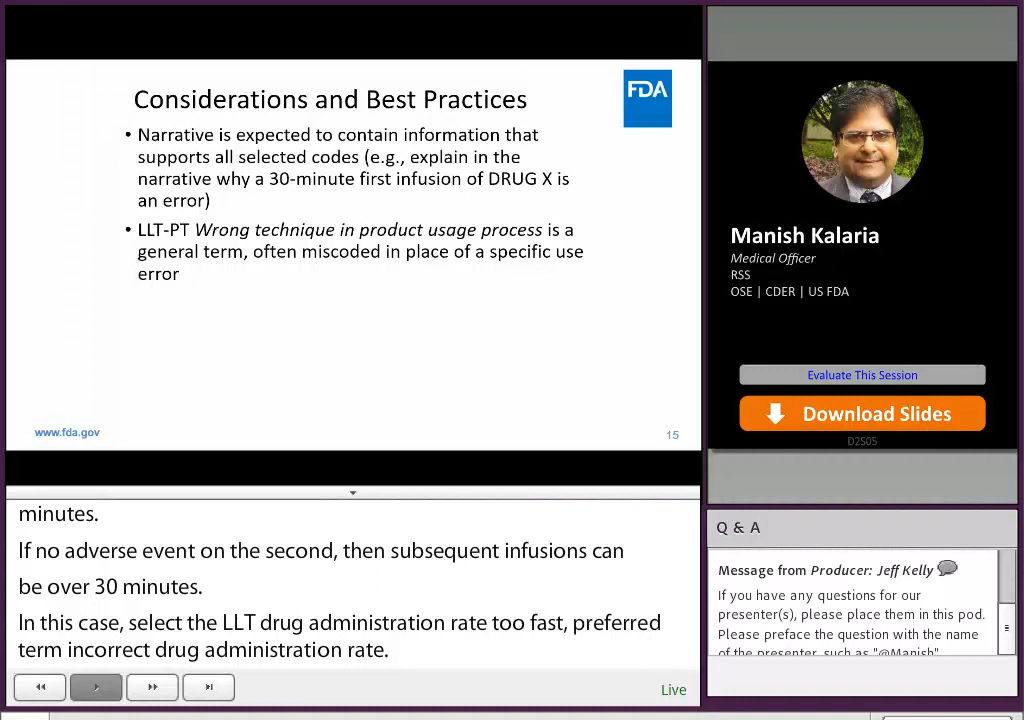 Considerations and Best Practices
FDA
• Narrative is expected to contain information that
supports all selected codes (e.g., explain in the
narrative why a 30-minute first infusion of DRUG X is
an error)
• LLT-PT Wrong technique in product usage process is a
general term, often miscoded in place of a specific use
error
www.fda.gov
15
Manish Kalaria
Medical Officer
RSS
OSE | CDER | US FDA
Evaluate This Session
Download Slides
D2S05
minutes.
If no adverse event on the second, then subsequent infusions can
be over 30 minutes.
In this case, select the LLT drug administration rate too fast, preferred
term incorrect drug administration rate.
Live
Q & A
Message from Producer: Jeff Kelly
If you have any questions for our
presenter(s), please place them in this pod.
Please preface the question with the name
of the presenter, such as "@Manish"